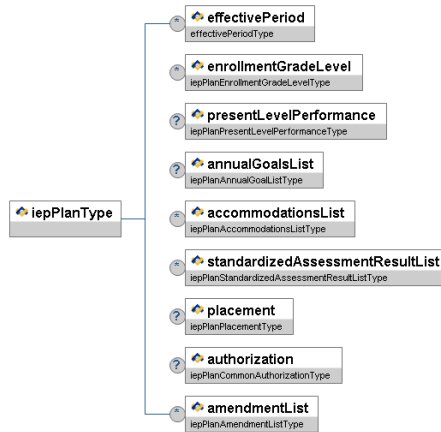 * effectivePeriod
effectivePeriodType
* enrollmentGradeLevel
iepPlanEnrollmentGradeLevelType
? presentLevelPerformance
iepPlanPresentLevelPerformanceType
? annualGoalsList
iepPlanAnnualGoalListType
iepPlanType
* accommodationsList
iepPlanAccommodationsListType
* standardizedAssessmentResultList
iepPlanStandardizedAssessmentResultListType
? placement
iepPlanPlacementType
? authorization
iepPlanCommonAuthorizationType
* amendmentList
iepPlanAmendmentListType